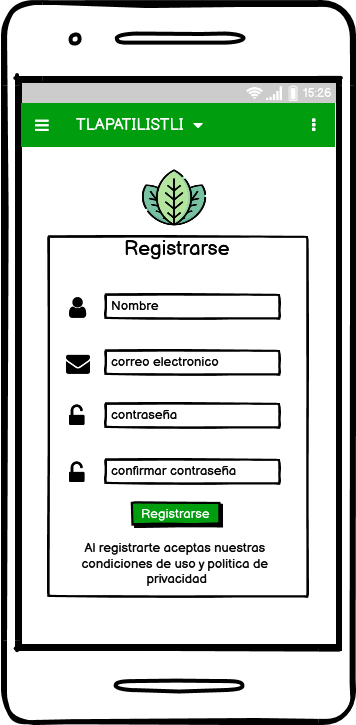 15:26
TLAPATILISTLI
Registrarse
Nombre
correo electronico
contraseña
confirmar contraseña
Registrarse
Al registrarte aceptas nuestras
condiciones de uso y politica de
privacidad